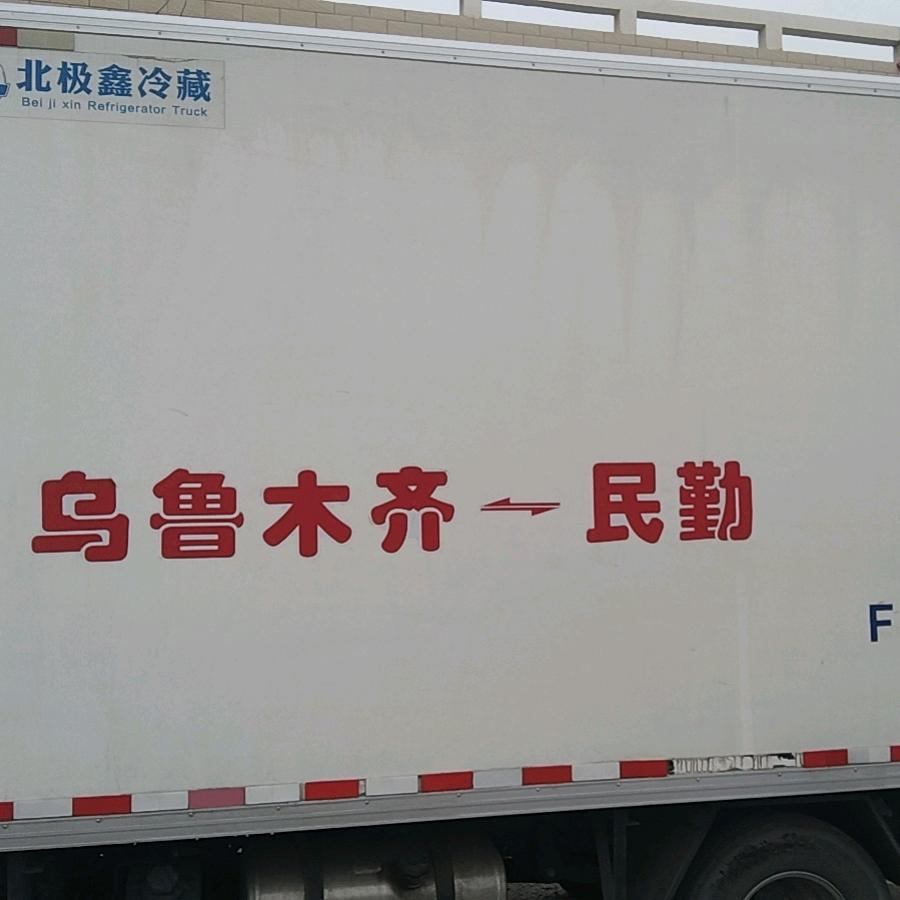 北极鑫冷藏
Bei ji xin Refrigerator Truck
乌鲁木齐 ⇌ 民勤
F